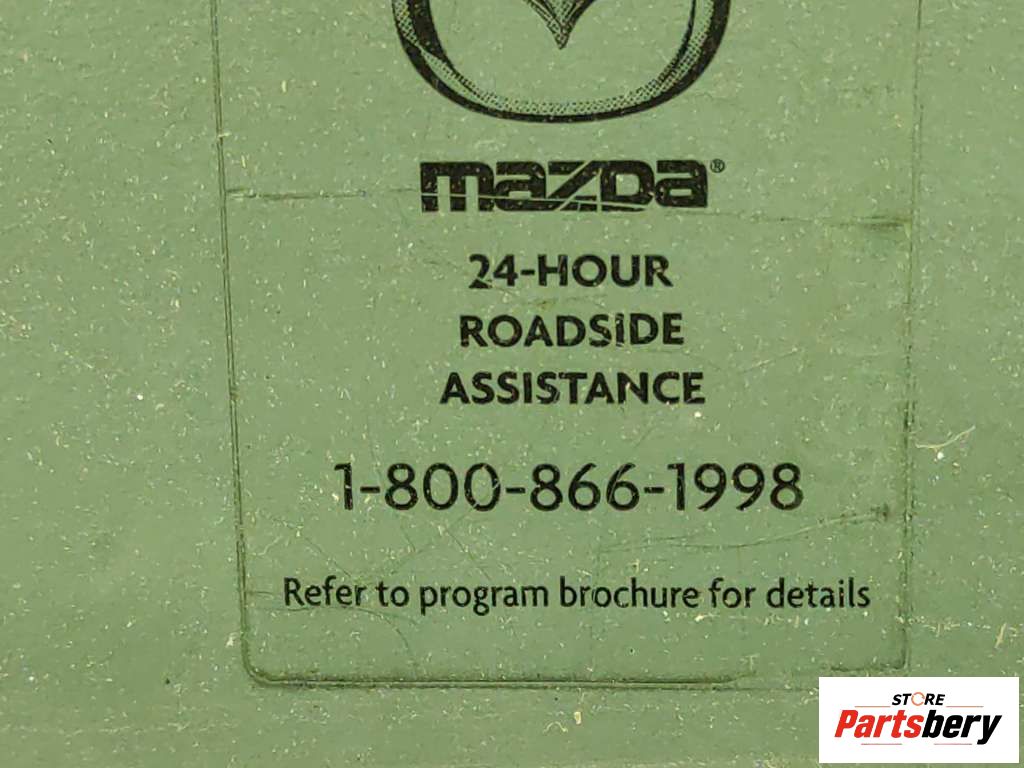 mazda®
24-HOUR
ROADSIDE
ASSISTANCE
1-800-866-1998
Refer to program brochure for details
STORE
Partsbery